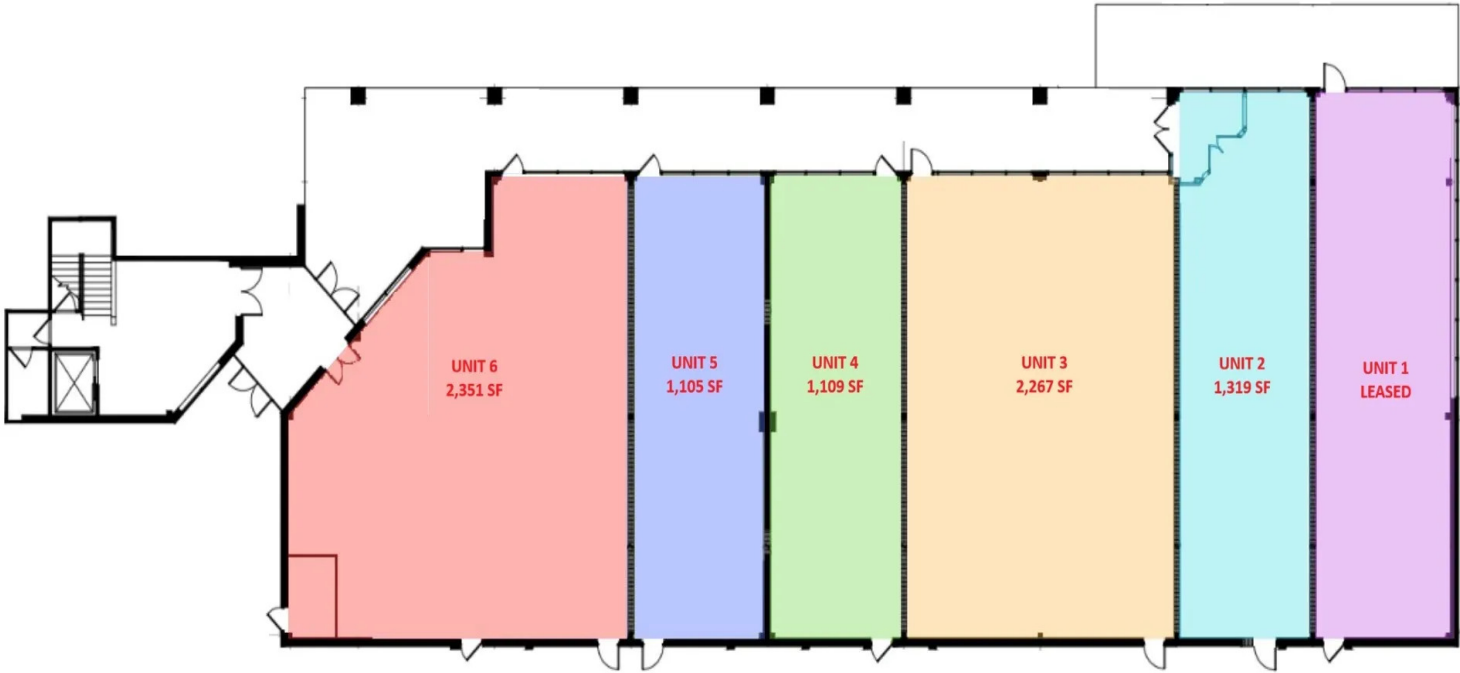 UNIT 6
2,351 SF
UNIT 5
1,105 SF
UNIT 4
1,109 SF
UNIT 3
2,267 SF
UNIT 2
1,319 SF
UNIT 1
LEASED